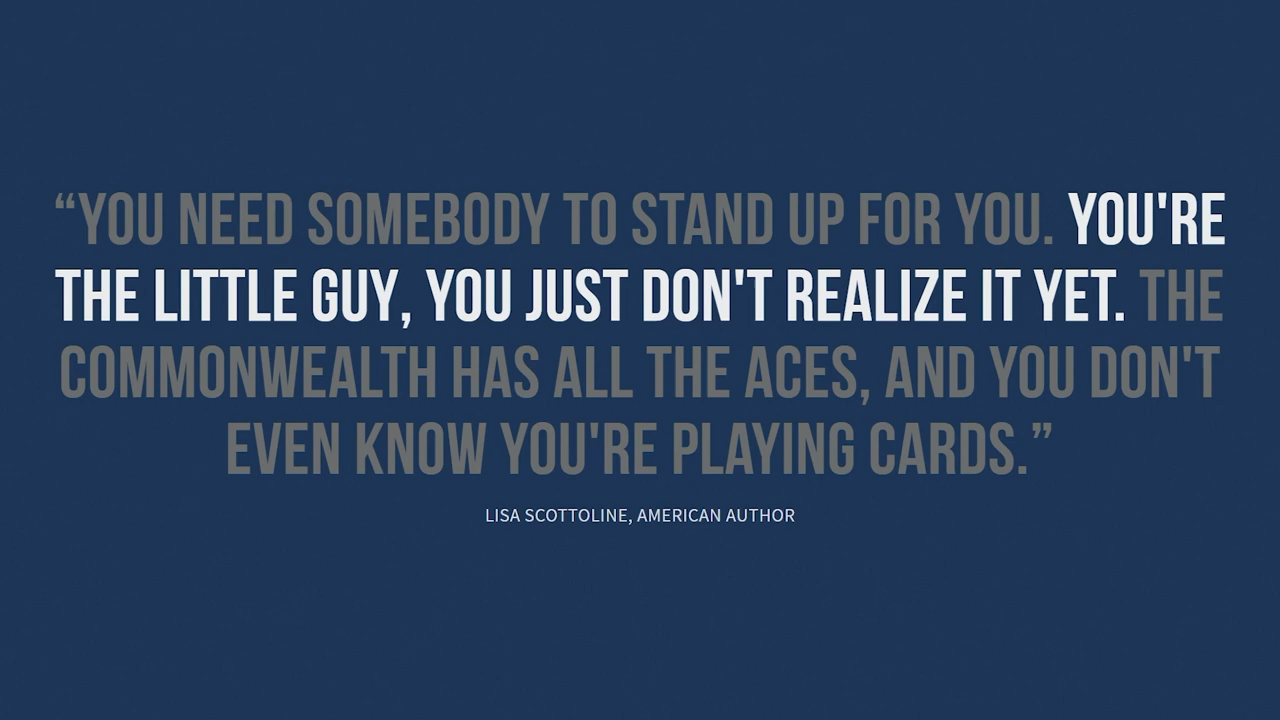 “YOU NEED SOMEBODY TO STAND UP FOR YOU. YOU'RE
THE LITTLE GUY, YOU JUST DON'T REALIZE IT YET. THE
COMMONWEALTH HAS ALL THE ACES, AND YOU DON'T
EVEN KNOW YOU'RE PLAYING CARDS.”
LISA SCOTTOLINE, AMERICAN AUTHOR